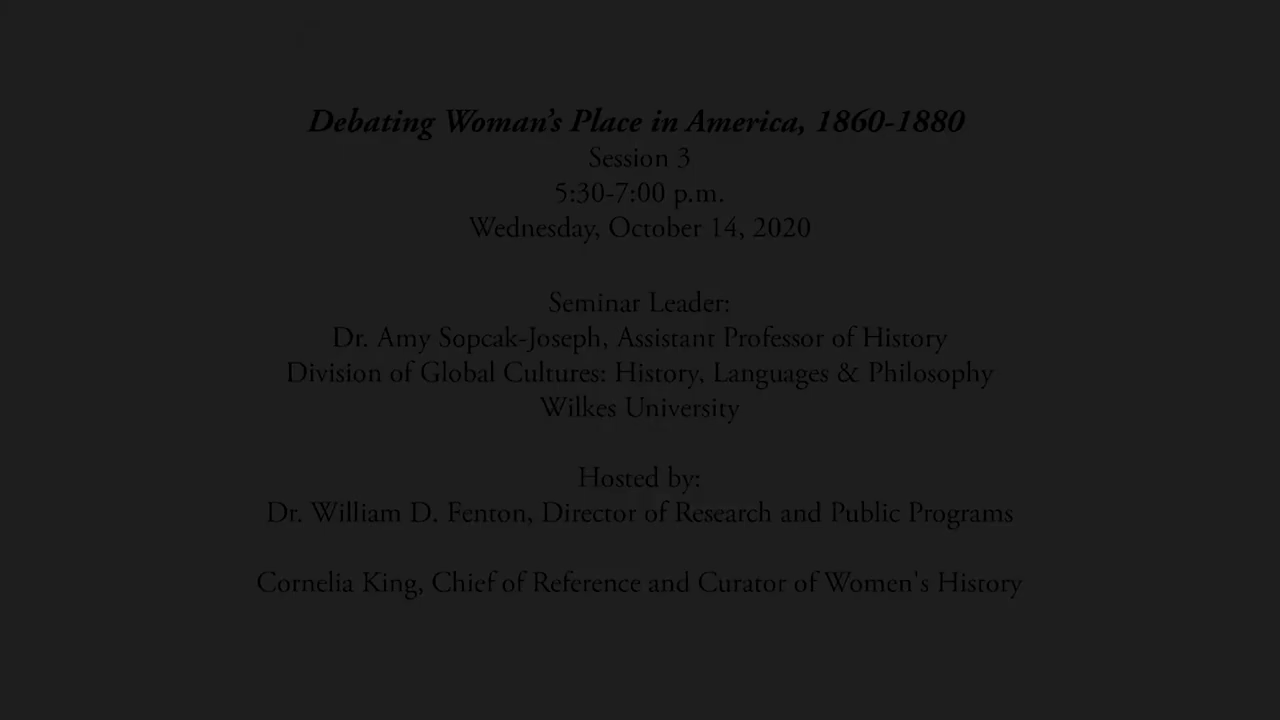 Debating Woman's Place in America, 1860-1880
Session 3
5:30-7:00 p.m.
Wednesday, October 14, 2020
Seminar Leader:
Dr. Amy Sopcak-Joseph, Assistant Professor of History
Division of Global Cultures: History, Languages & Philosophy
Wilkes University
Hosted by:
Dr. William D. Fenton, Director of Research and Public Programs
Cornelia King, Chief of Reference and Curator of Women's History